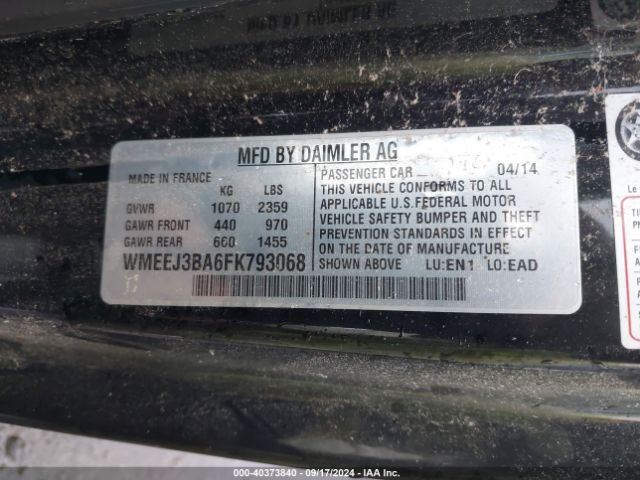 MFD BY DAIMLER AG
MADE IN FRANCE
KG LBS
GVWR 1070 2359
GAWR FRONT 440 970
GAWR REAR 660 1455
WMEEJ3BA6FK793068
PASSENGER CAR 04/14
THIS VEHICLE CONFORMS TO ALL
APPLICABLE U.S. FEDERAL MOTOR
VEHICLE SAFETY BUMPER AND THEFT
PREVENTION STANDARDS IN EFFECT
ON THE DATE OF MANUFACTURE
SHOWN ABOVE LU:EN1 LO:EAD
Le
000-40373840 - 09/17/2024 - IAA Inc.